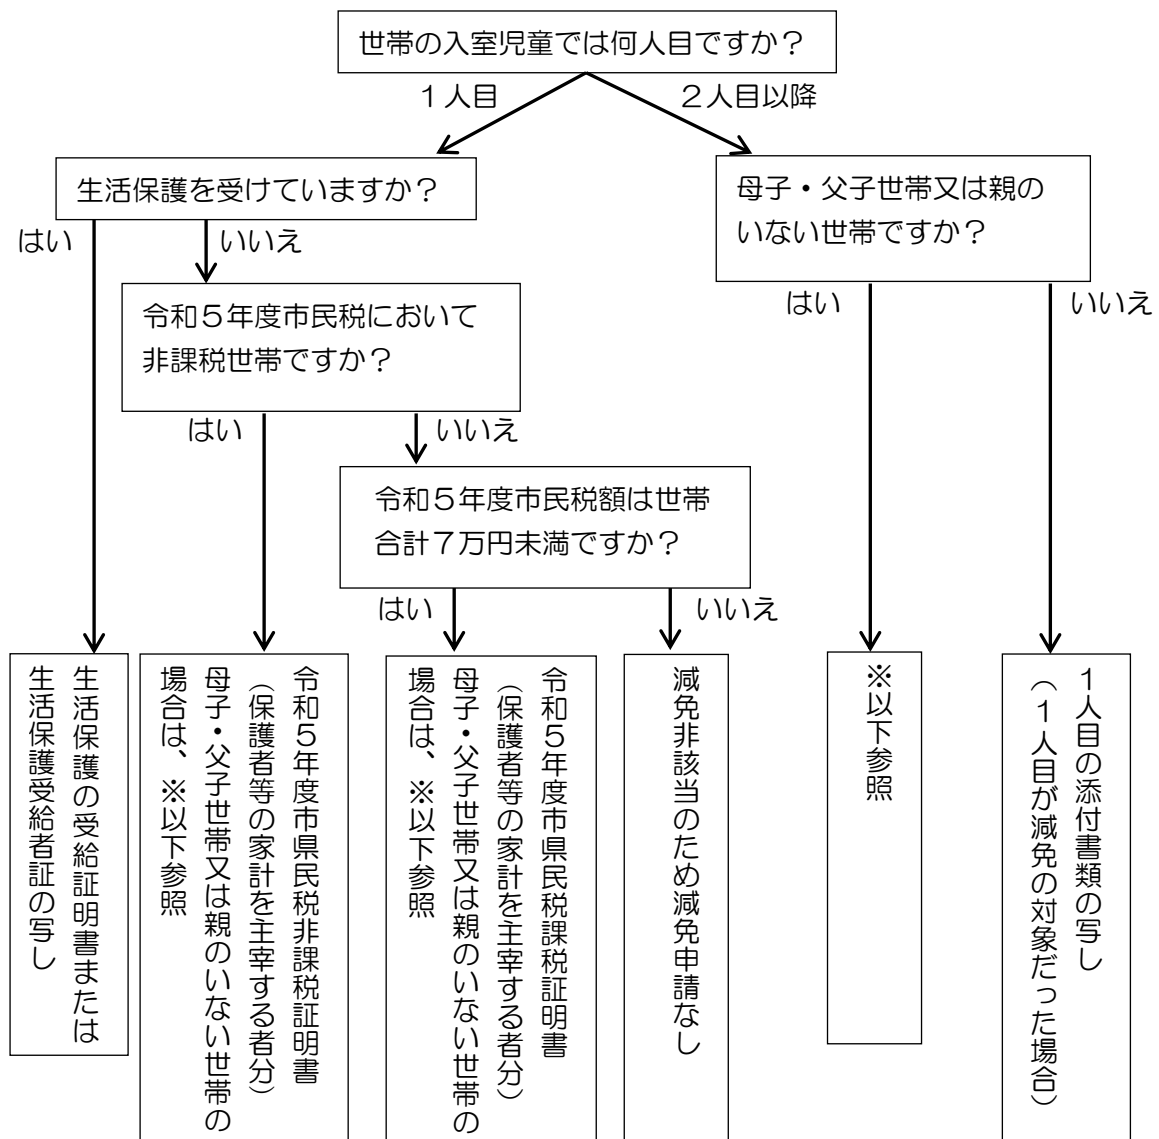 世帯の入室児童では何人目ですか？
１人目
２人目以降
生活保護を受けていますか？
母子・父子世帯又は親の
いない世帯ですか？
はい
いいえ
はい
いいえ
令和５年度市民税において
非課税世帯ですか？
はい
いいえ
令和５年度市民税額は世帯
合計７万円未満ですか？
はい
いいえ
生活保護の受給証明書または
生活保護受給者証の写し
令和５年度市県民税非課税証明書
（保護者等の家計を主宰する者分）
母子・父子世帯又は親のいない世帯の
場合は、※以下参照
令和５年度市県民税課税証明書
（保護者等の家計を主宰する者分）
母子・父子世帯又は親のいない世帯の
場合は、※以下参照
減免非該当のため減免申請なし
※以下参照
１人目の添付書類の写し
（１人目が減免の対象だった場合）